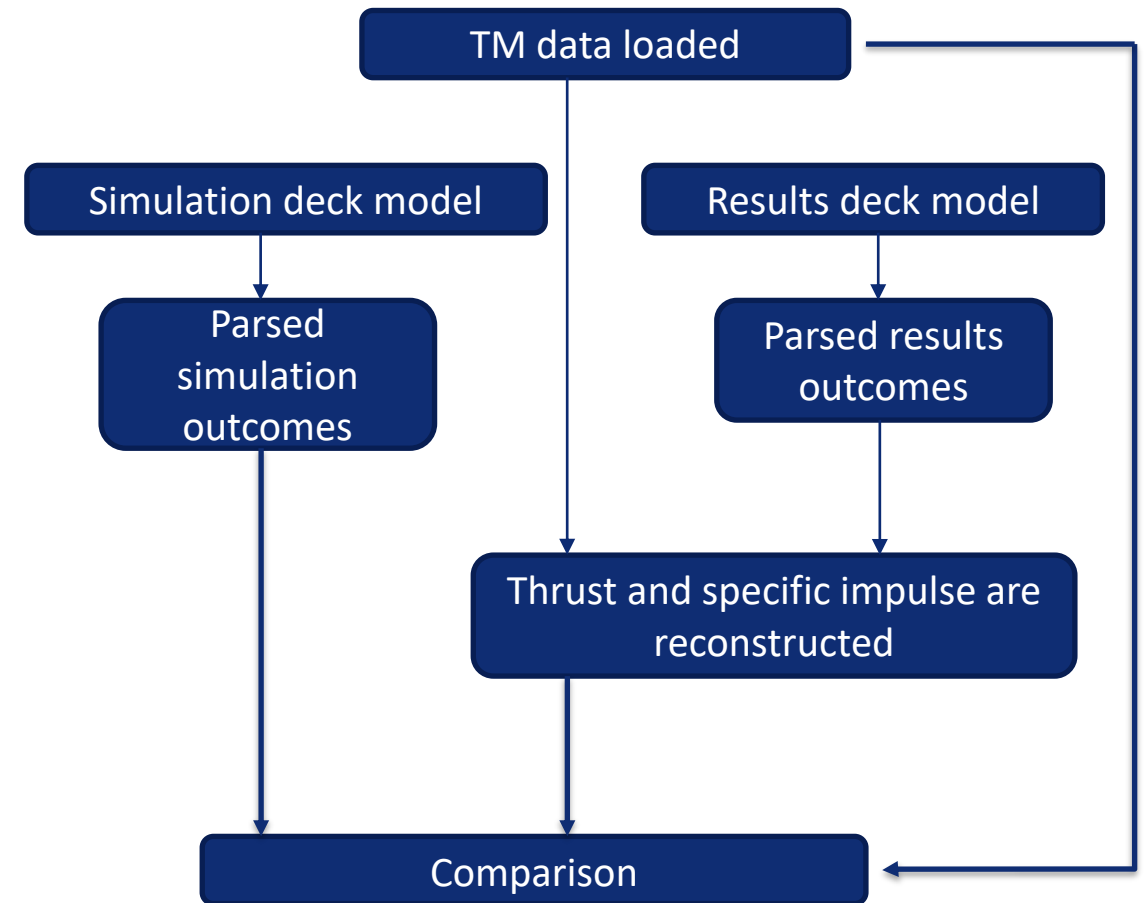 TM data loaded
Simulation deck model
Results deck model
Parsed
simulation
outcomes
Parsed results
outcomes
Thrust and specific impulse are
reconstructed
Comparison